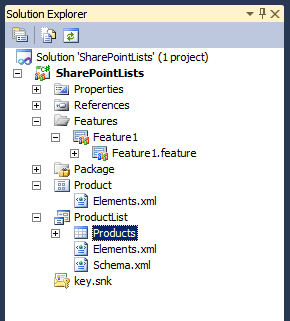 Solution Explorer
Solution 'SharePointLists' (1 project)
SharePointLists
Properties
References
Features
Feature1
Feature1.feature
Package
Product
Elements.xml
ProductList
Products
Elements.xml
Schema.xml
key.snk